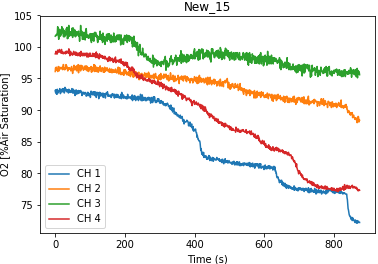 New_15
O2 [%Air Saturation]
105
100
95
90
85
80
75
CH 1
CH 2
CH 3
CH 4
0 200 400 600 800
Time (s)